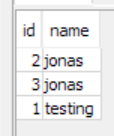 id name
2 jonas
3 jonas
1 testing